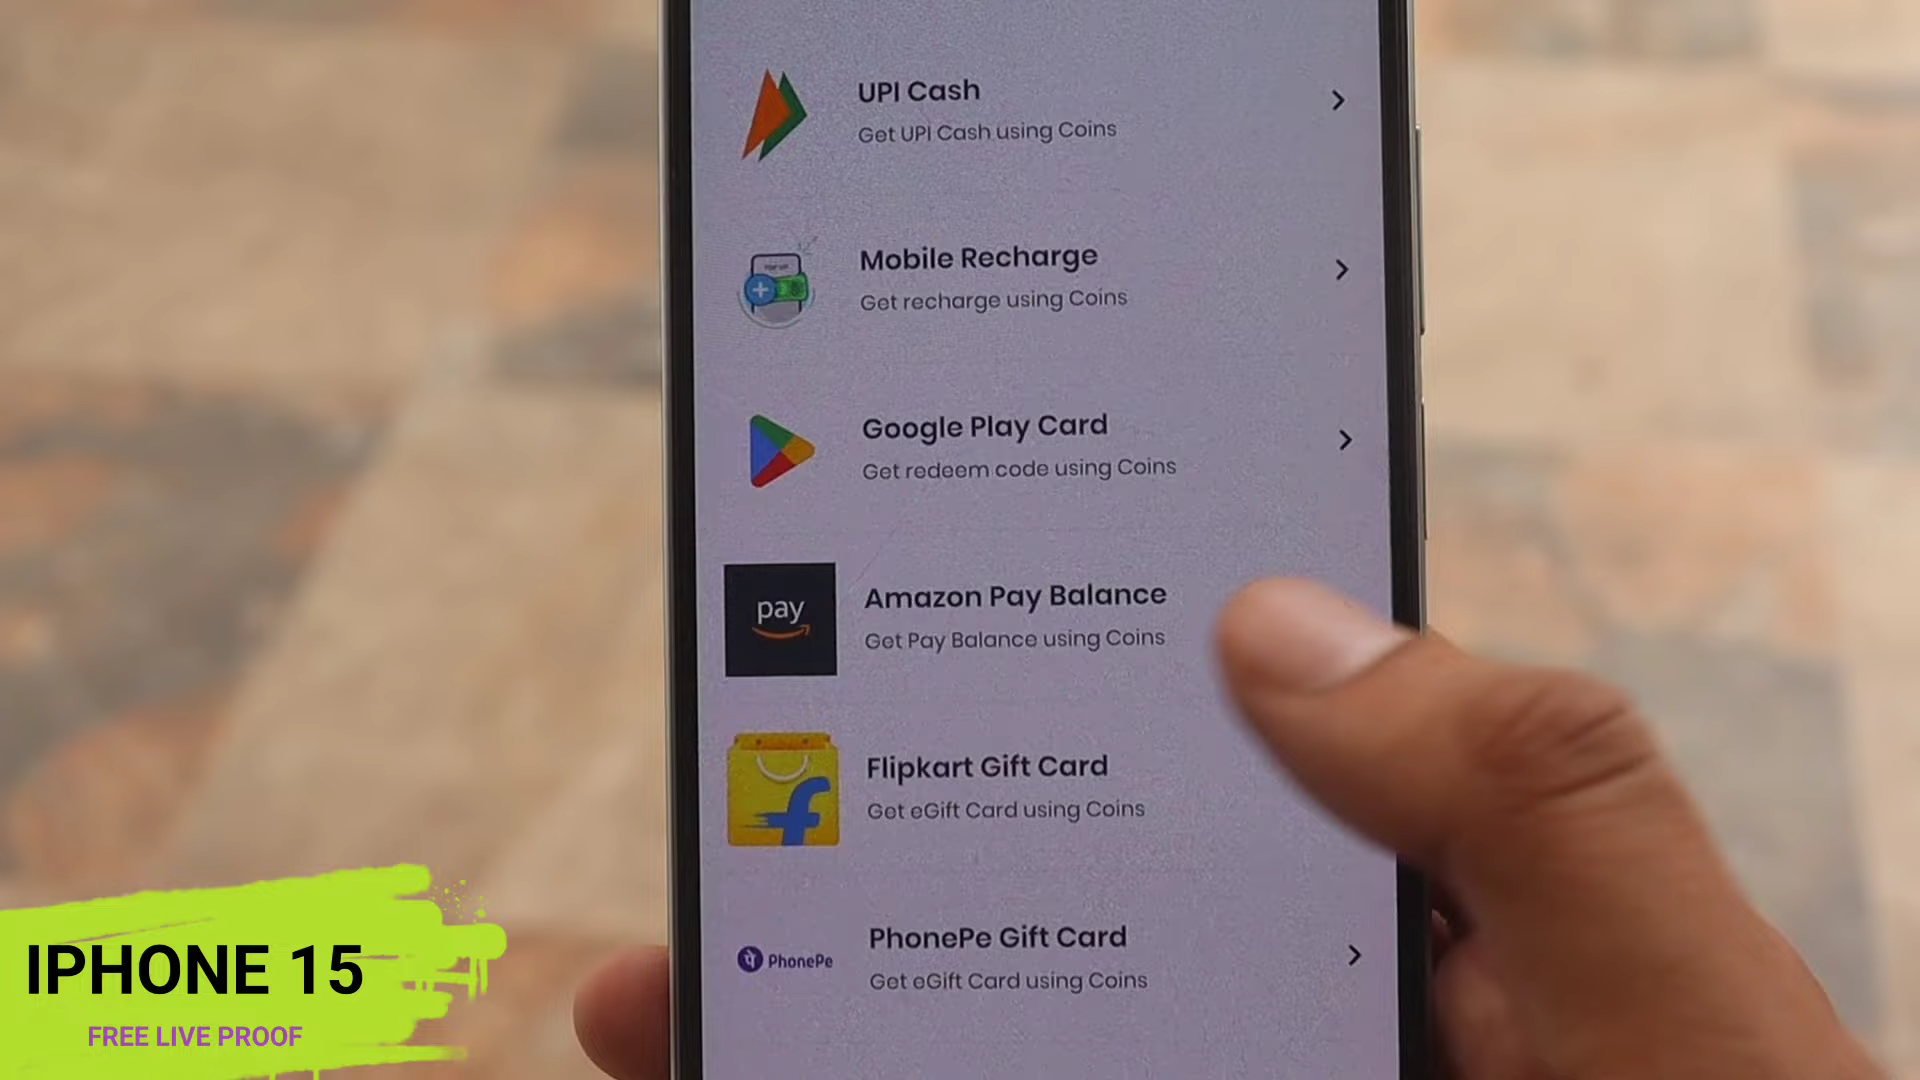 UPI Cash
Get UPI Cash using Coins
Mobile Recharge
Get recharge using Coins
Google Play Card
Get redeem code using Coins
pay
Amazon Pay Balance
Get Pay Balance using Coins
Flipkart Gift Card
Get eGift Card using Coins
पे PhonePe
PhonePe Gift Card
Get eGift Card using Coins
IPHONE 15
FREE LIVE PROOF